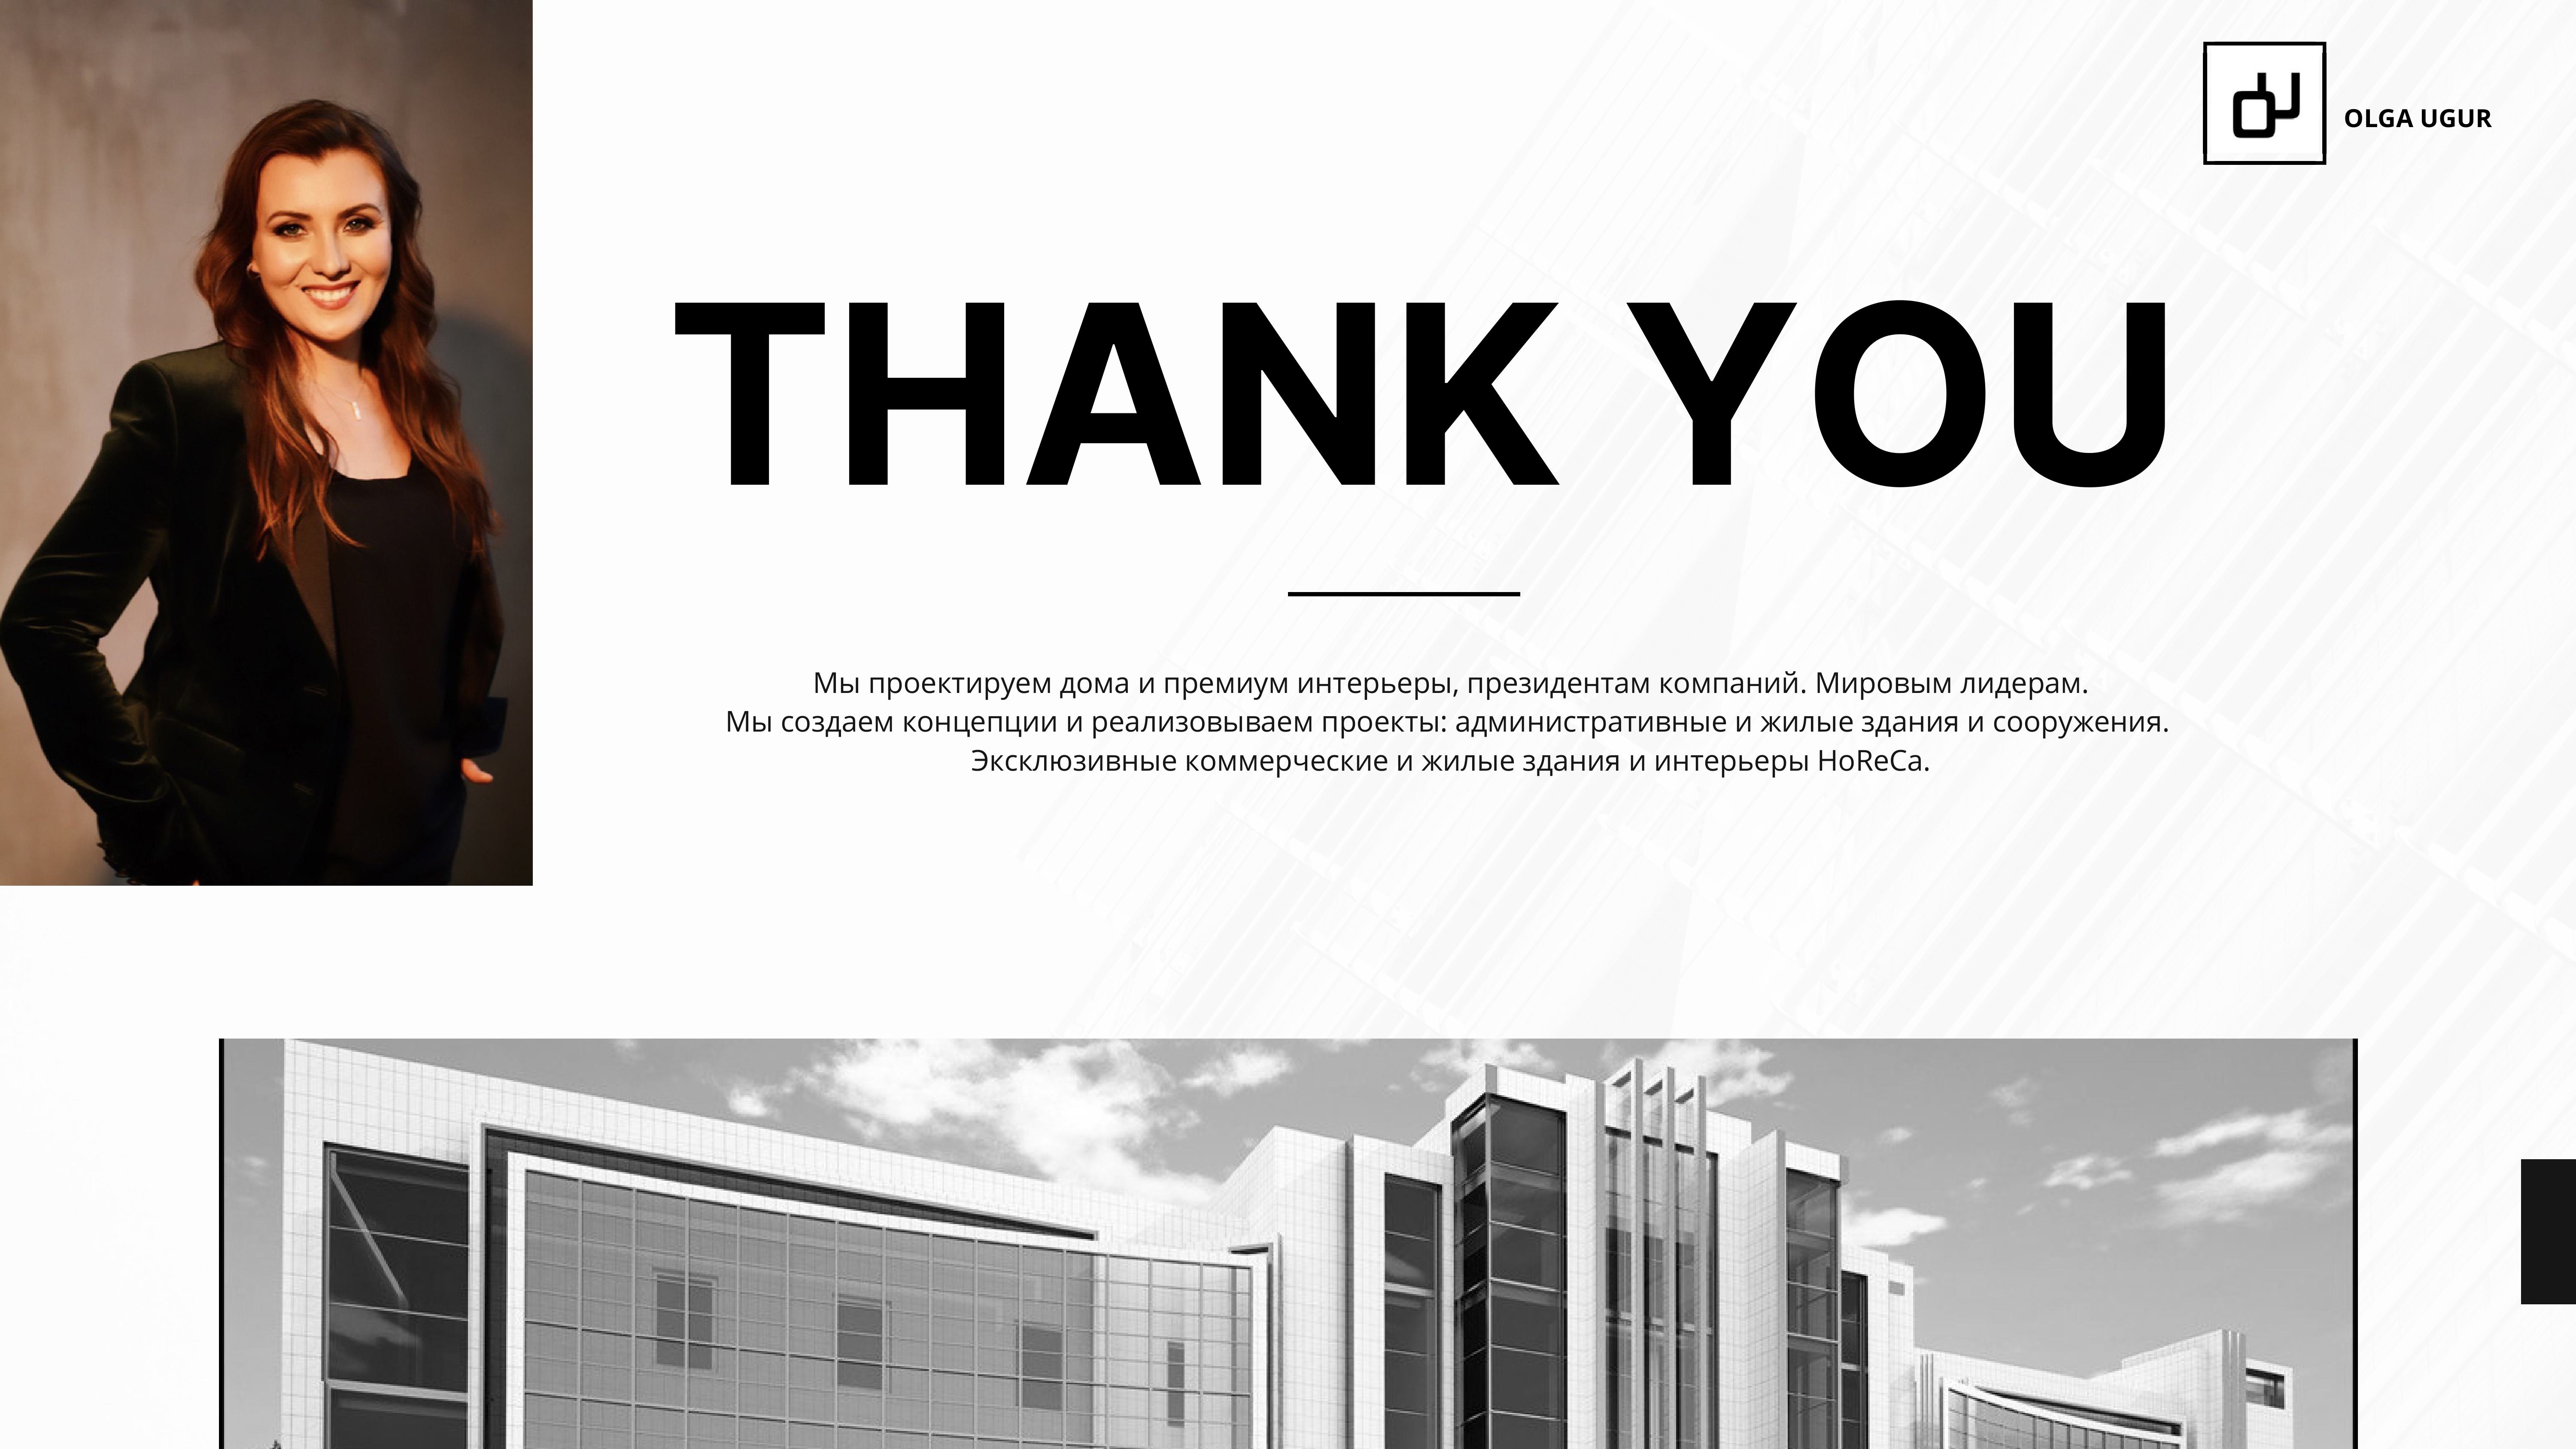 OLGA UGUR
THANK YOU
Мы проектируем дома и премиум интерьеры, президентам компаний. Мировым лидерам.
Мы создаем концепции и реализовываем проекты: административные и жилые здания и сооружения.
Эксклюзивные коммерческие и жилые здания и интерьеры HoReCa.